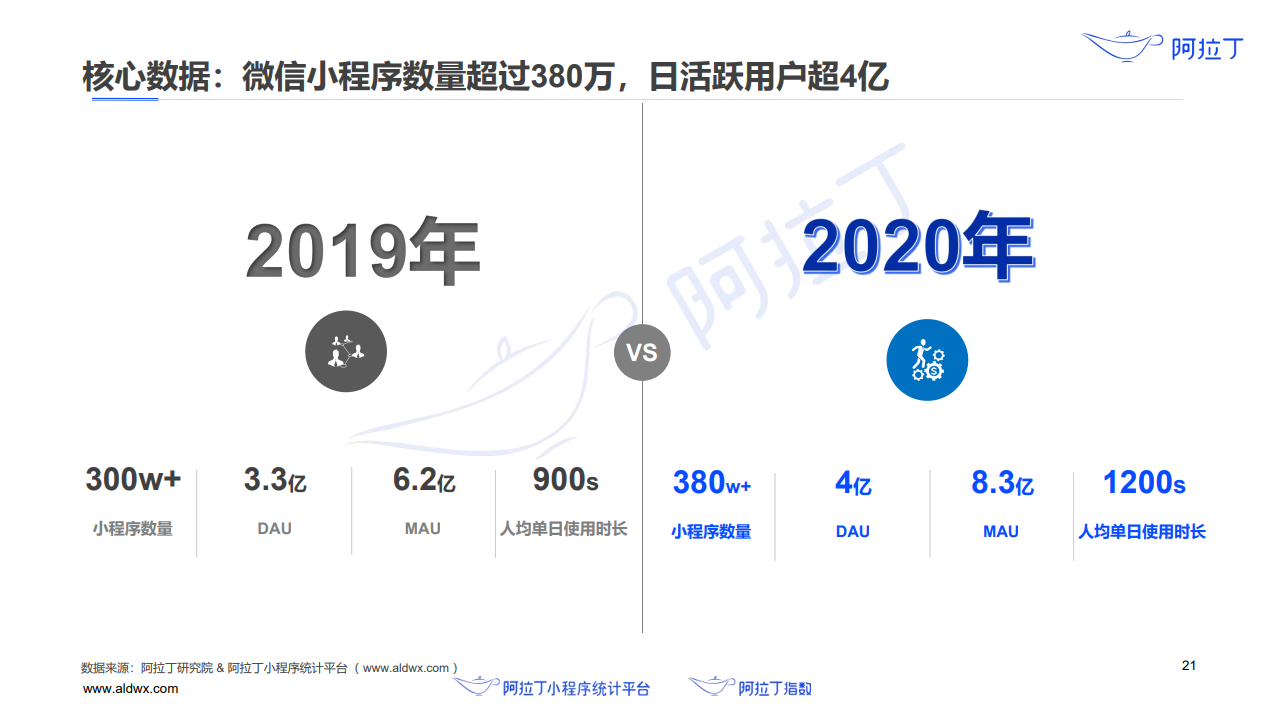 阿拉丁
核心数据：微信小程序数量超过380万，日活跃用户超4亿
阿拉丁
2019年
2020年
VS
300w+
3.3亿
6.2亿
900s
小程序数量
DAU
MAU
人均单日使用时长
380w+
4亿
8.3亿
1200s
小程序数量
DAU
MAU
人均单日使用时长
数据来源：阿拉丁研究院 & 阿拉丁小程序统计平台（ www.aldwx.com ）
21
www.aldwx.com
阿拉丁小程序统计平台
阿拉丁指数